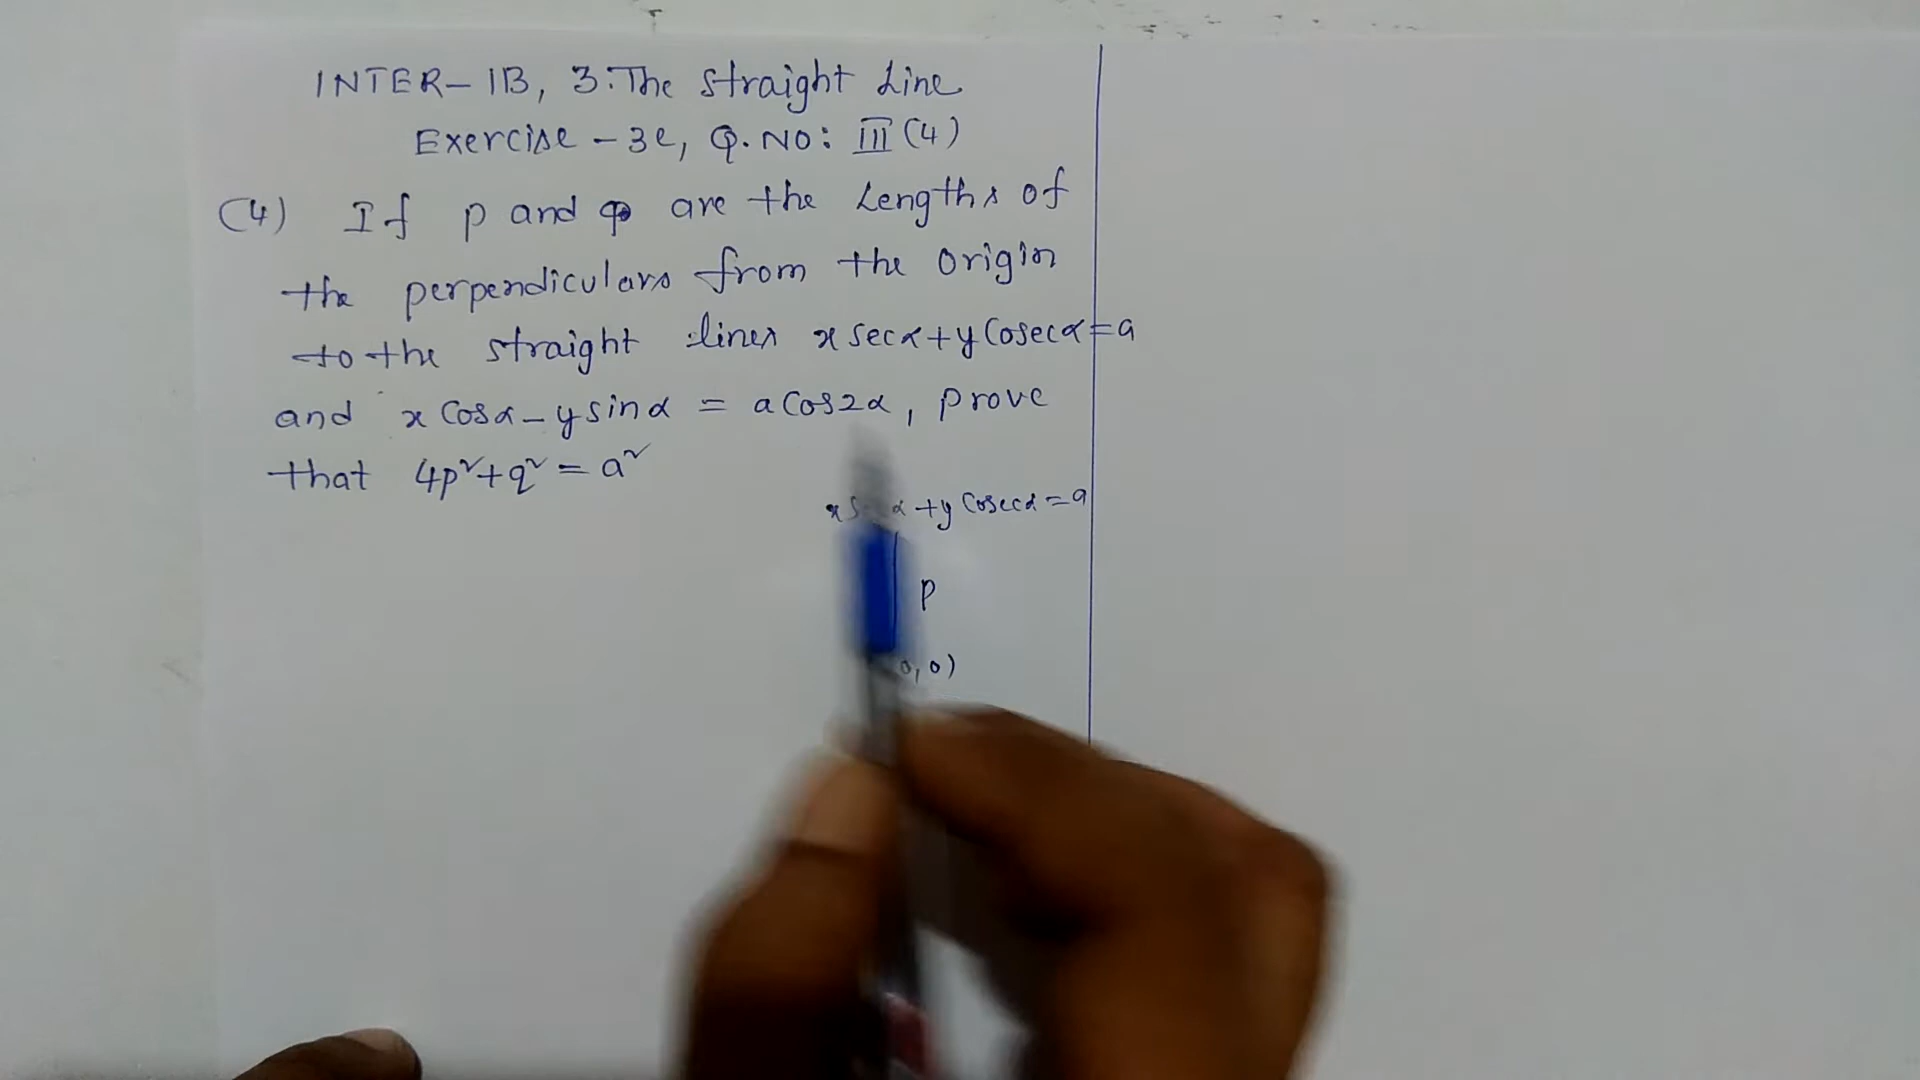 INTER-IB, 3.The straight Line
Exercise - 3e, Q.NO: III (4)
(4) If p and q are the Lengths of
the perpendiculars from the origin
to the straight lines x secα+y Cosecα=a
and x Cosα-y sinα = a Cos2α, prove
that 4p²+q² = a²
α +y Cosecα =a
p
0,0)